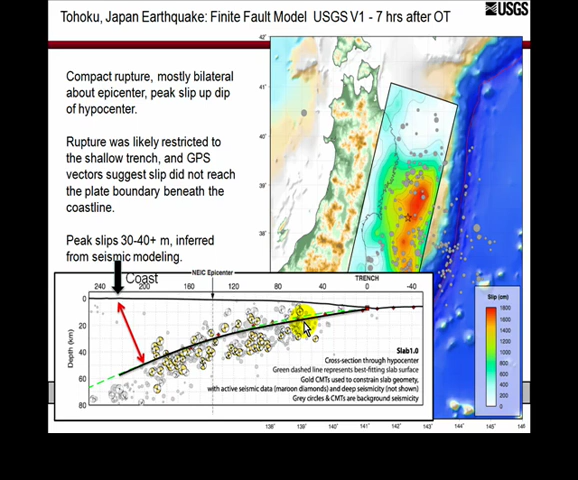 Tohoku, Japan Earthquake: Finite Fault Model USGS V1 - 7 hrs after OT
USGS
Compact rupture, mostly bilateral
about epicenter, peak slip up dip
of hypocenter.
Rupture was likely restricted to
the shallow trench, and GPS
vectors suggest slip did not reach
the plate boundary beneath the
coastline.
Peak slips 30-40+ m, inferred
from seismic modeling.
42°
41°
40°
39°
38°
Coast
NEIC Epicenter
TRENCH
200
160
120
80
40
0
-40
0
20
40
60
80
Depth (km)
Slab1.0
Cross-section through hypocenter
Green dashed line represents best-fitting slab surface
Gold CMTs used to constrain slab geometry,
with active seismic data (maroon diamonds) and deep seismicity (not shown)
Grey circles & CMTs are background seismicity
Slip (cm)
1800
1600
1400
1200
1000
800
600
400
200
0
138°
139°
140°
141°
142°
143°
144°
145°
146°